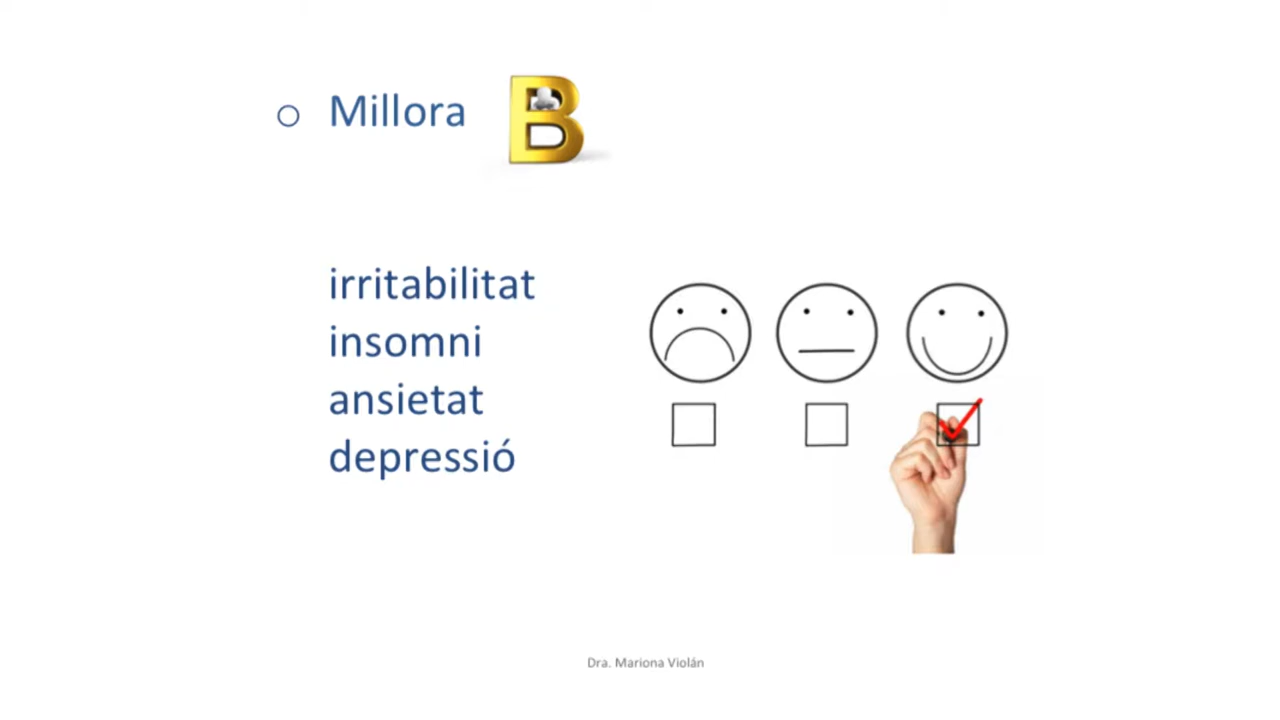 Millora B
irritabilitat
insomni
ansietat
depressió
Dra. Mariona Violán